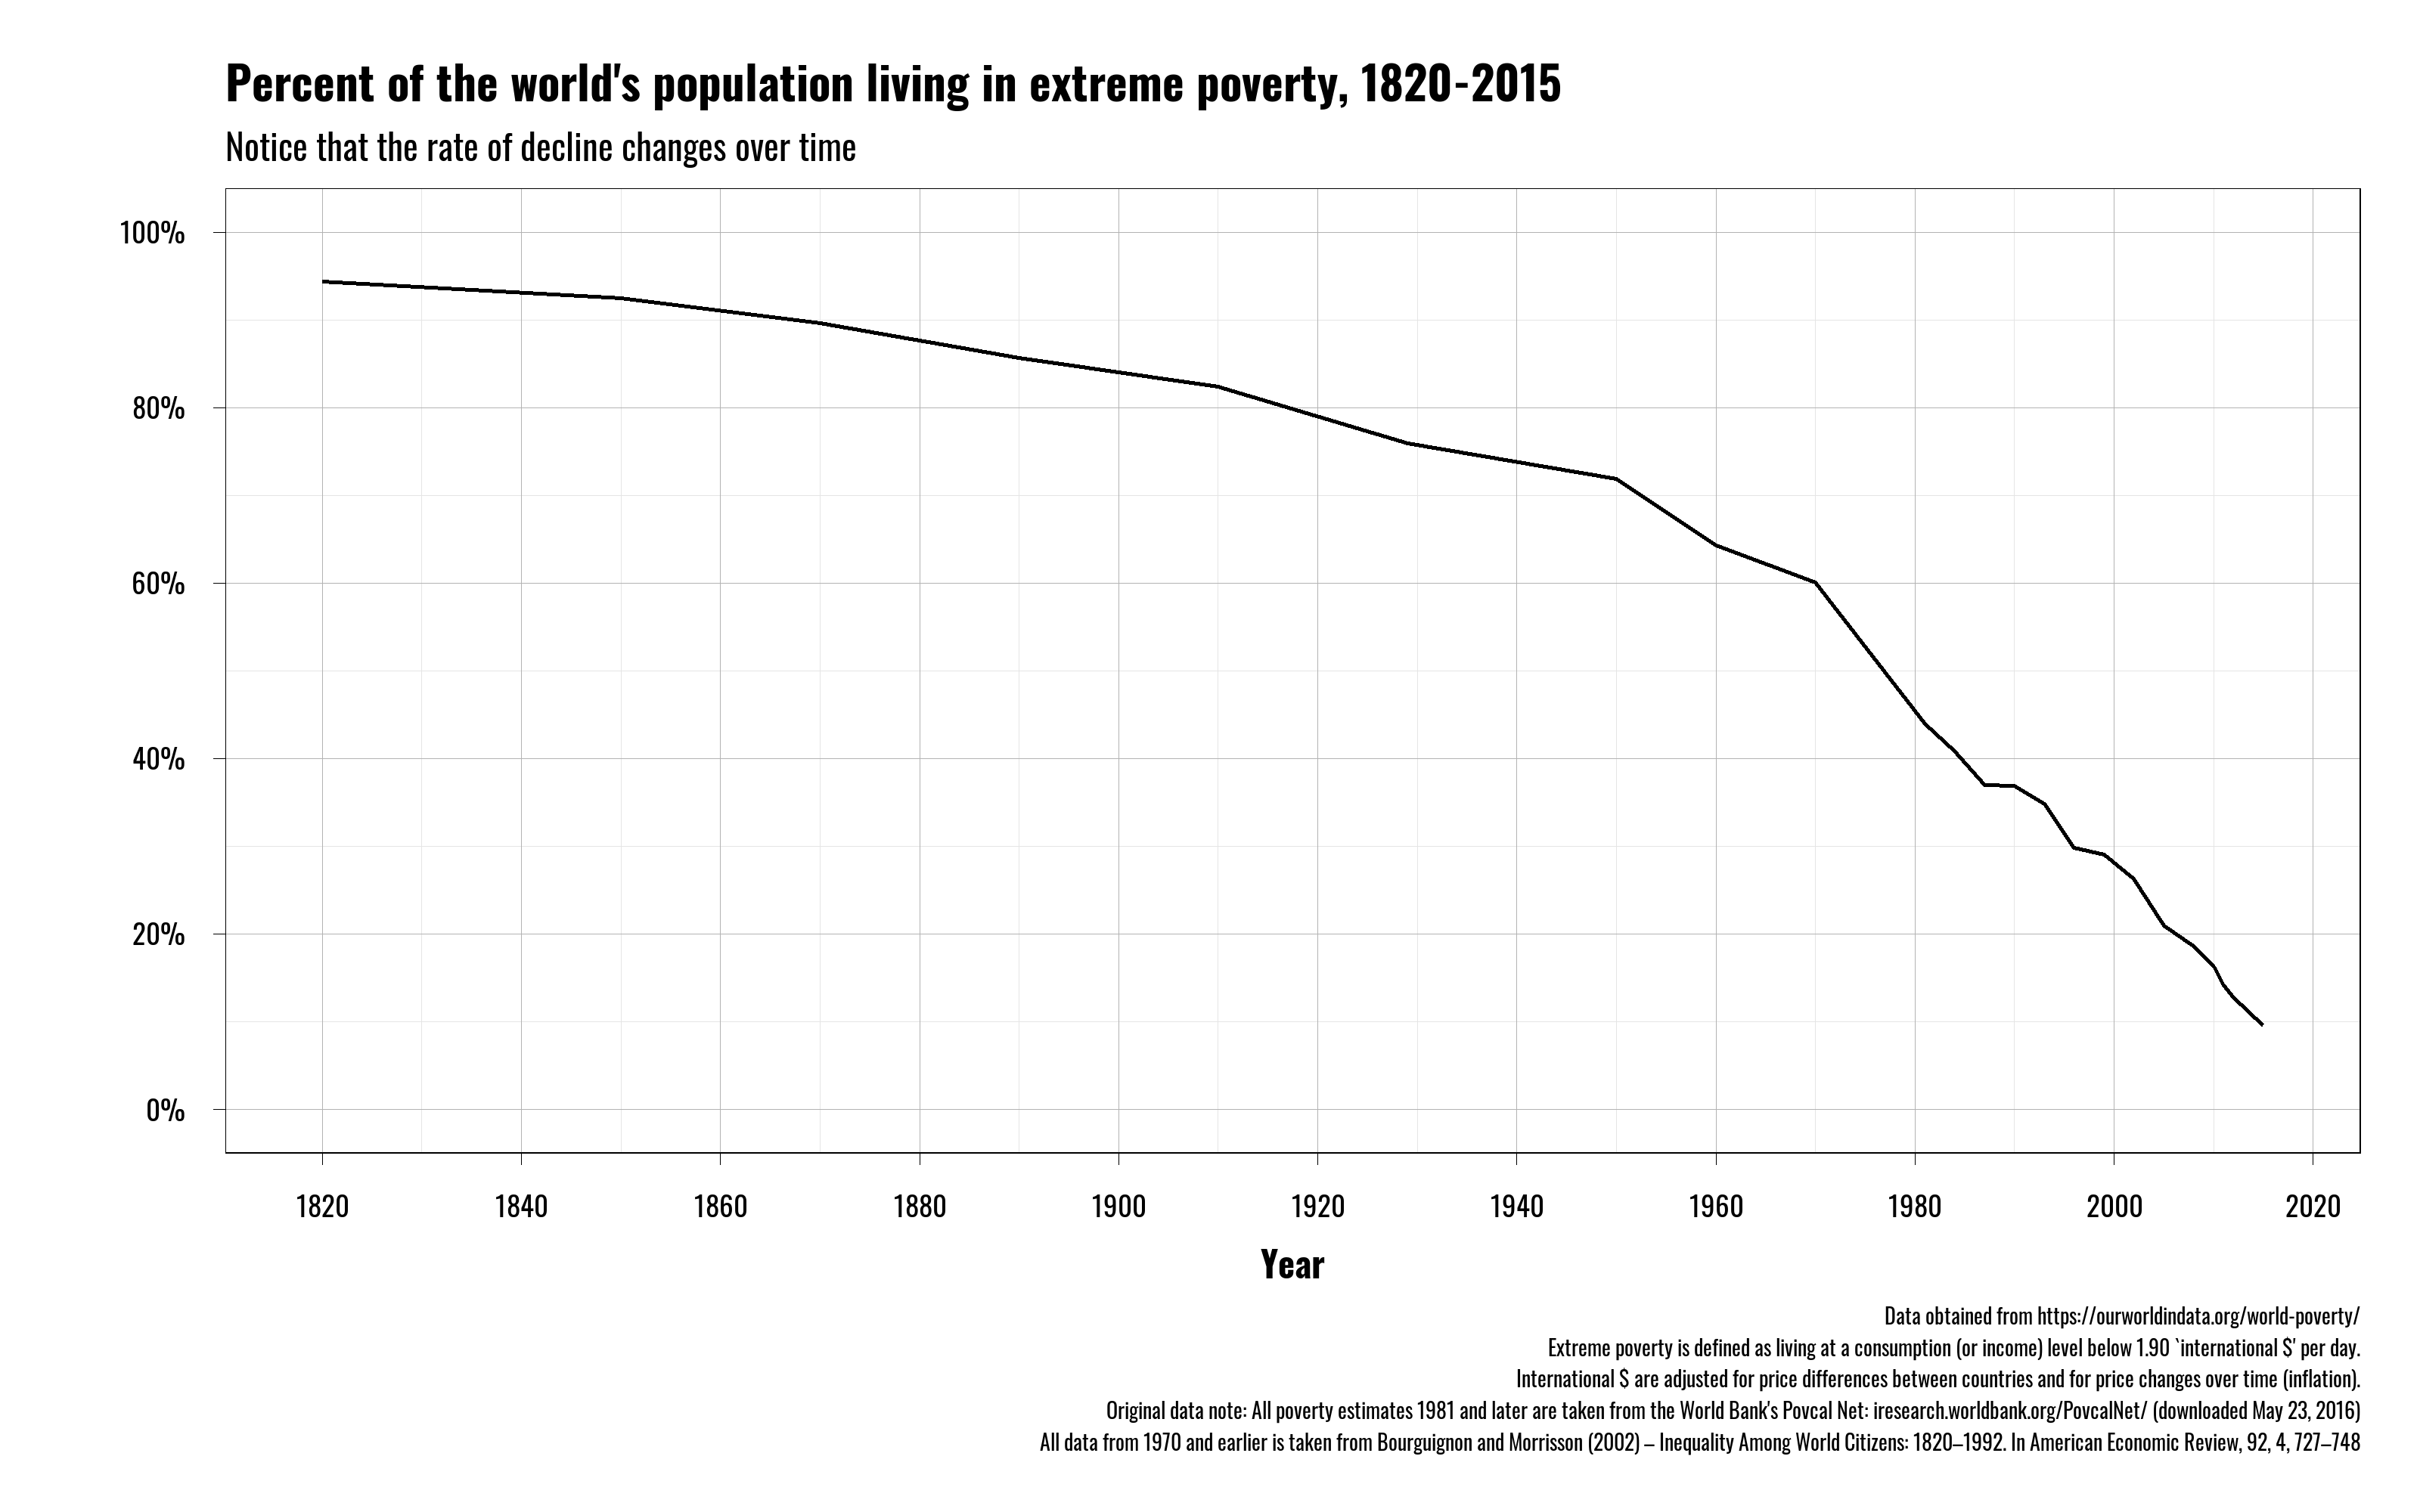 Percent of the world's population living in extreme poverty, 1820-2015
Notice that the rate of decline changes over time
100%
80%
60%
40%
20%
0%
1820 1840 1860 1880 1900 1920 1940 1960 1980 2000 2020
Year
Data obtained from https://ourworldindata.org/world-poverty/
Extreme poverty is defined as living at a consumption (or income) level below 1.90 `international $' per day.
International $ are adjusted for price differences between countries and for price changes over time (inflation).
Original data note: All poverty estimates 1981 and later are taken from the World Bank's Povcal Net: iresearch.worldbank.org/PovcalNet/ (downloaded May 23, 2016)
All data from 1970 and earlier is taken from Bourguignon and Morrisson (2002) – Inequality Among World Citizens: 1820–1992. In American Economic Review, 92, 4, 727–748